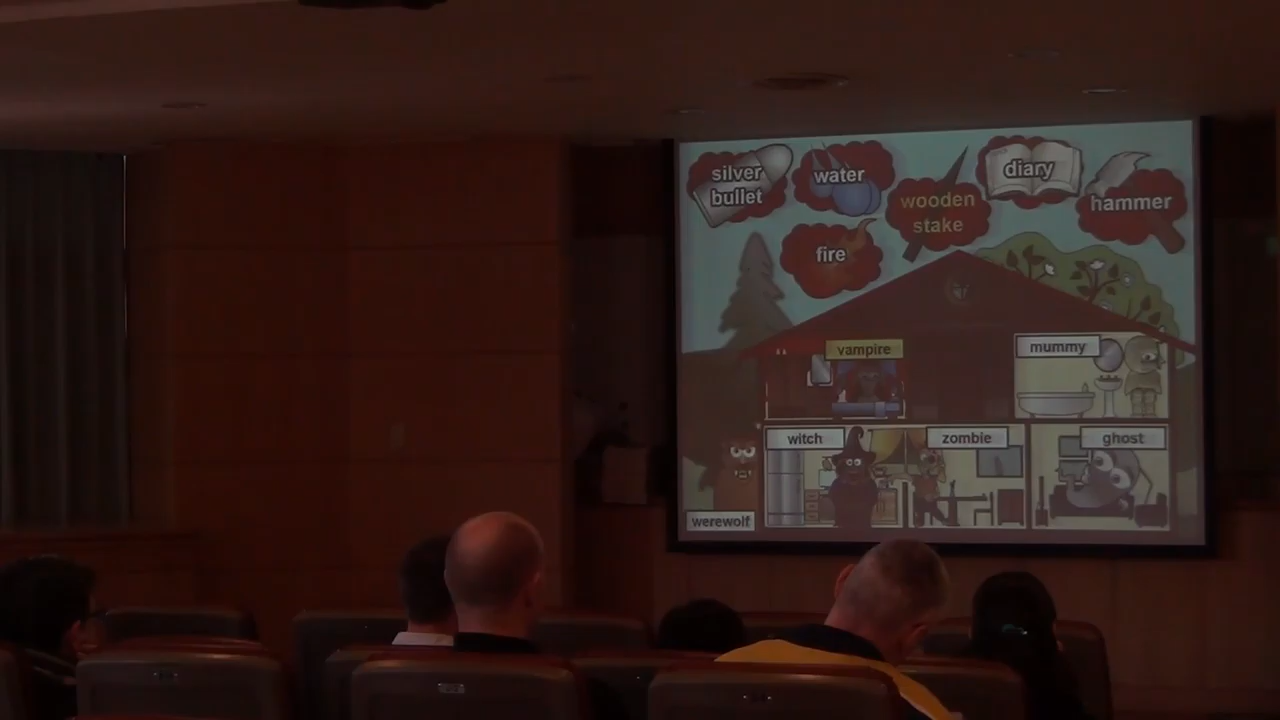 silver
bullet
water
wooden
stake
diary
hammer
fire
vampire
mummy
witch
zombie
ghost
werewolf